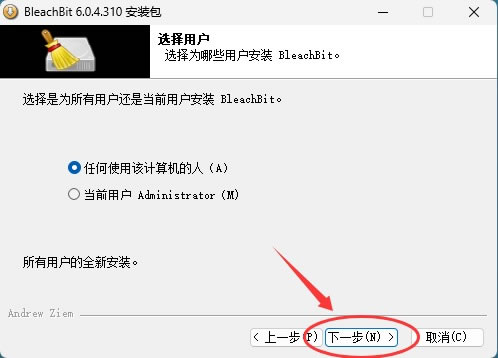 BleachBit 6.0.4.310 安装包
选择用户
选择为哪些用户安装 BleachBit。
选择是为所有用户还是当前用户安装 BleachBit。
任何使用该计算机的人(A)
当前用户 Administrator(M)
所有用户的全新安装。
Andrew Ziem
< 上一步(P) 下一步(N) > 取消(C)